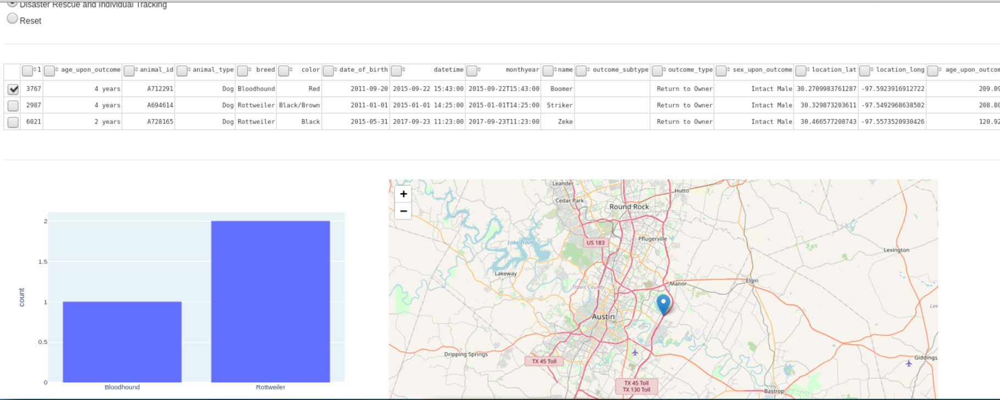 Disaster Rescue and Individual Tracking
Reset
1 age_upon_outcome animal_id animal_type breed color date_of_birth datetime monthyear name outcome_subtype outcome_type sex_upon_outcome location_lat location_long age_upon_outcom
3767 4 years A712291 Dog Bloodhound Red 2011-09-20 2015-09-22 15:43:00 2015-09-22T15:43:00 Boomer Return to Owner Intact Male 30.2709983761287 -97.5923916912722 209.09
2987 4 years A694614 Dog Rottweiler Black/Brown 2011-01-01 2015-01-01 14:25:00 2015-01-01T14:25:00 Striker Return to Owner Intact Male 30.329873203611 -97.5492968638502 208.80
6021 2 years A728165 Dog Rottweiler Black 2015-05-31 2017-09-23 11:23:00 2017-09-23T11:23:00 Zeke Return to Owner Intact Male 30.466577208743 -97.5573520930426 120.92
count
2
1.5
1
0.5
0
Bloodhound Rottweiler
+
−
Leander
Hutto
Cedar Park
Round Rock
Pflugerville
US 183
Lake Travis
Lexington
Lakeway
Elgin
Manor
Travis County
Lee
Austin
Dripping Springs
Giddings
TX 45 Toll
TX 45 Toll
TX 130 Toll
Bastrop